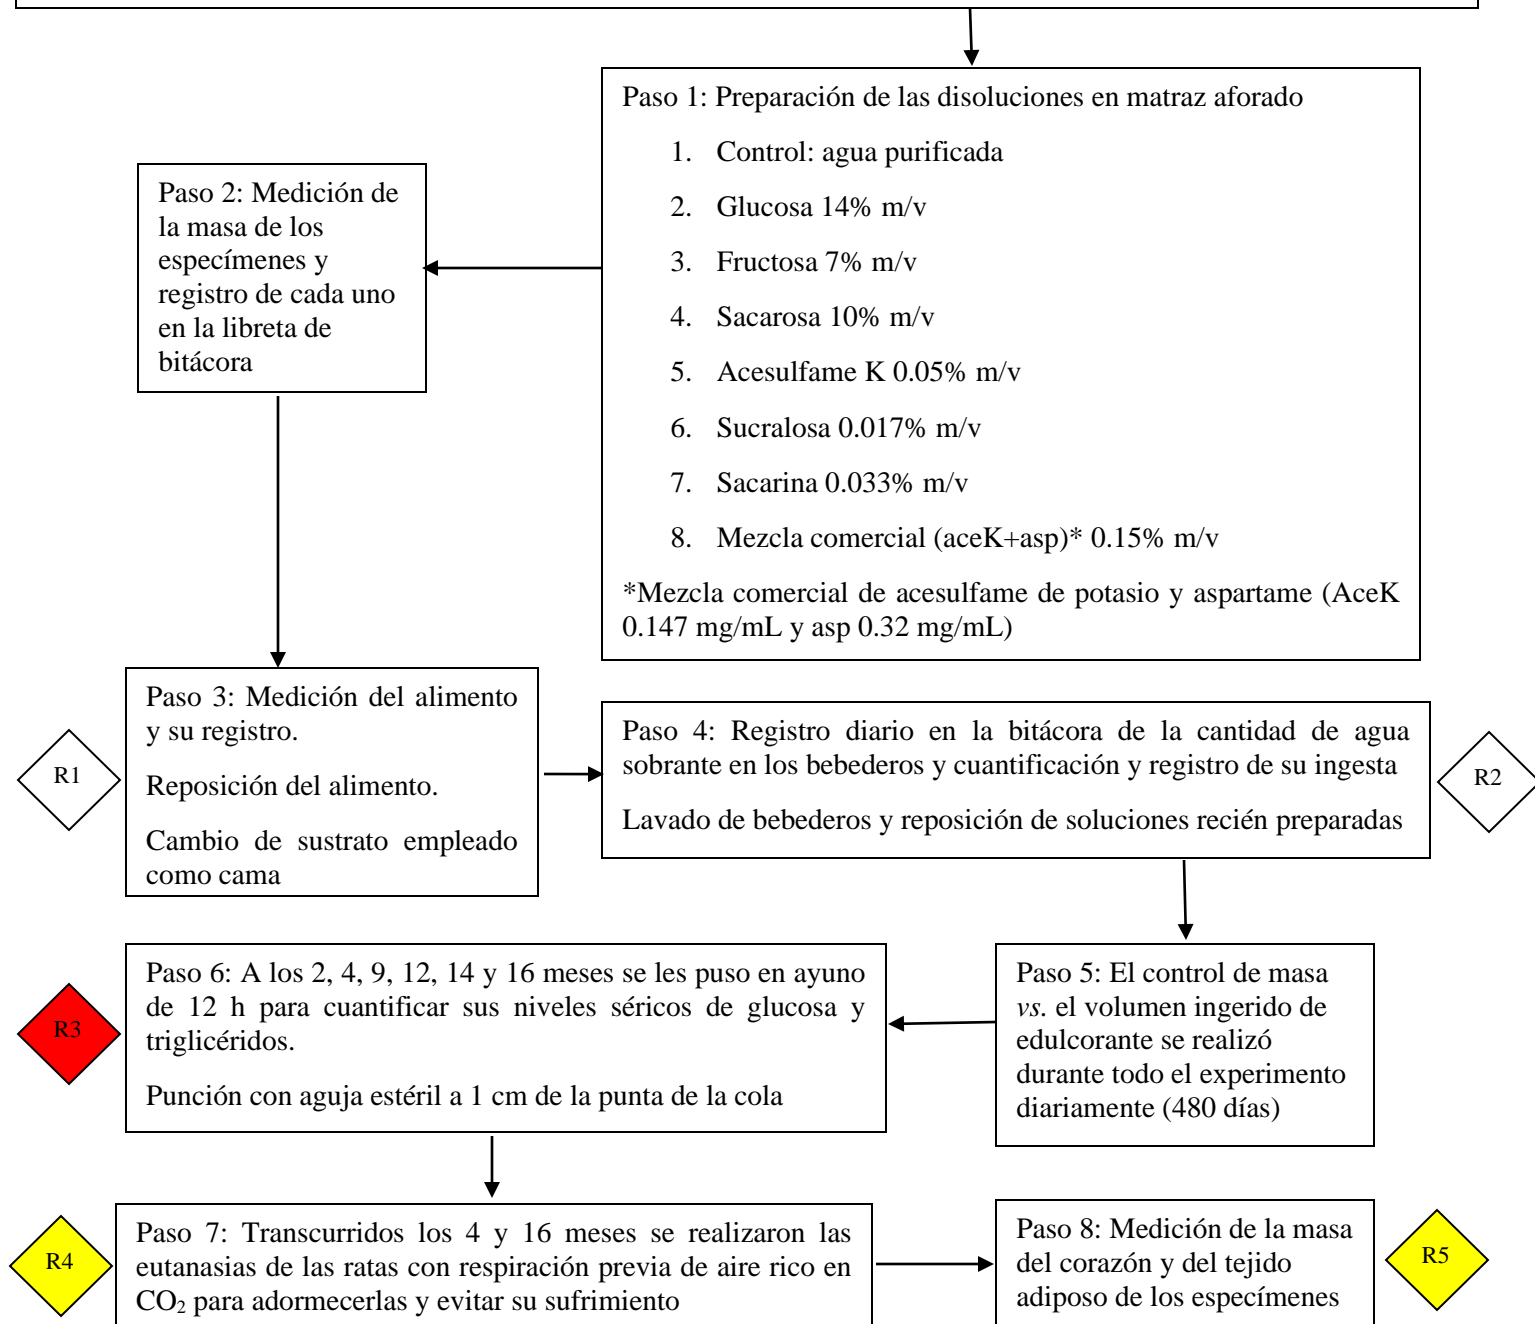 Paso 1: Preparación de las disoluciones en matraz aforado
1. Control: agua purificada
2. Glucosa 14% m/v
3. Fructosa 7% m/v
4. Sacarosa 10% m/v
5. Acesulfame K 0.05% m/v
6. Sucralosa 0.017% m/v
7. Sacarina 0.033% m/v
8. Mezcla comercial (aceK+asp)* 0.15% m/v
*Mezcla comercial de acesulfame de potasio y aspartame (AceK
0.147 mg/mL y asp 0.32 mg/mL)
Paso 2: Medición de
la masa de los
especímenes y
registro de cada uno
en la libreta de
bitácora
R1
Paso 3: Medición del alimento
y su registro.
Reposición del alimento.
Cambio de sustrato empleado
como cama
Paso 4: Registro diario en la bitácora de la cantidad de agua
sobrante en los bebederos y cuantificación y registro de su ingesta
Lavado de bebederos y reposición de soluciones recién preparadas
R2
Paso 5: El control de masa
vs. el volumen ingerido de
edulcorante se realizó
durante todo el experimento
diariamente (480 días)
R3
Paso 6: A los 2, 4, 9, 12, 14 y 16 meses se les puso en ayuno
de 12 h para cuantificar sus niveles séricos de glucosa y
triglicéridos.
Punción con aguja estéril a 1 cm de la punta de la cola
R4
Paso 7: Transcurridos los 4 y 16 meses se realizaron las
eutanasias de las ratas con respiración previa de aire rico en
CO₂ para adormecerlas y evitar su sufrimiento
Paso 8: Medición de la masa
del corazón y del tejido
adiposo de los especímenes
R5